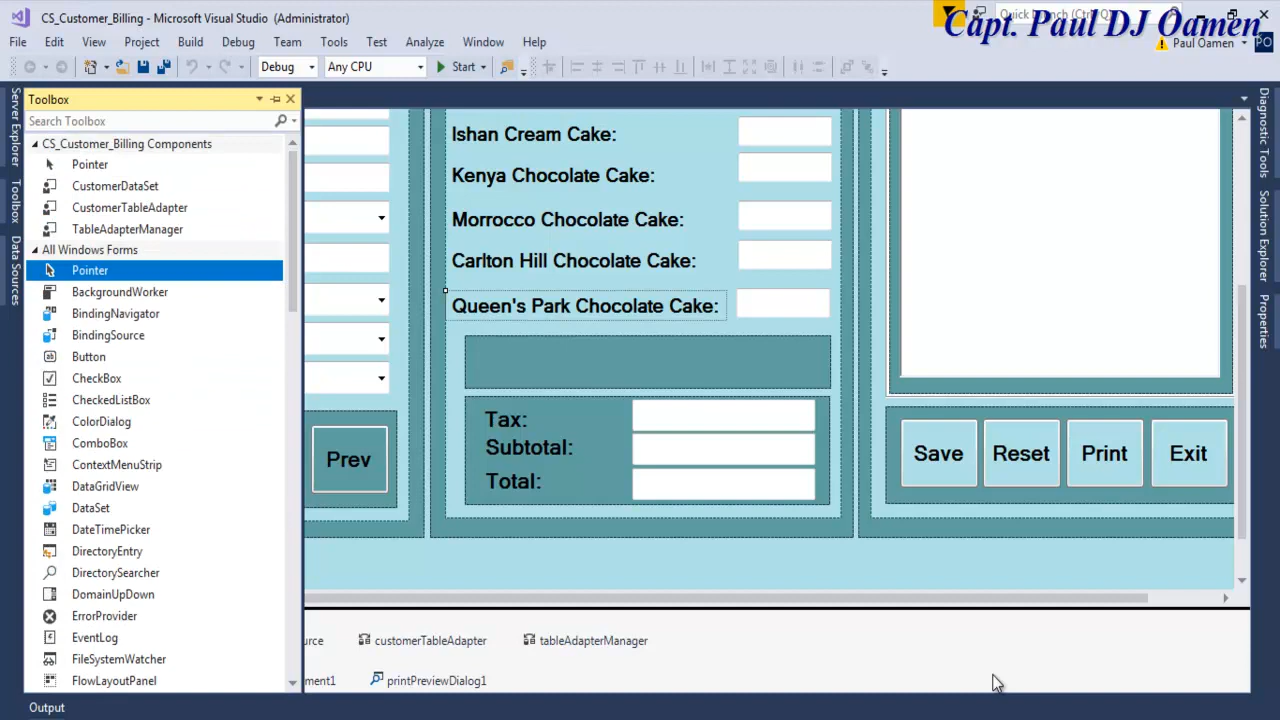 CS_Customer_Billing - Microsoft Visual Studio (Administrator)
Quick Launch (Ctrl+Q)
Capt. Paul DJ Oamen
File Edit View Project Build Debug Team Tools Test Analyze Window Help
Paul Oamen PO
Debug Any CPU Start
Server Explorer
Toolbox
Data Sources
Toolbox
Search Toolbox
CS_Customer_Billing Components
Pointer
CustomerDataSet
CustomerTableAdapter
TableAdapterManager
All Windows Forms
Pointer
BackgroundWorker
BindingNavigator
BindingSource
Button
CheckBox
CheckedListBox
ColorDialog
ComboBox
ContextMenuStrip
DataGridView
DataSet
DateTimePicker
DirectoryEntry
DirectorySearcher
DomainUpDown
ErrorProvider
EventLog
FileSystemWatcher
FlowLayoutPanel
Prev
Ishan Cream Cake:
Kenya Chocolate Cake:
Morrocco Chocolate Cake:
Carlton Hill Chocolate Cake:
Queen's Park Chocolate Cake:
Tax:
Subtotal:
Total:
Save Reset Print Exit
urce customerTableAdapter tableAdapterManager
ment1 printPreviewDialog1
Diagnostic Tools
Solution Explorer
Properties
Output